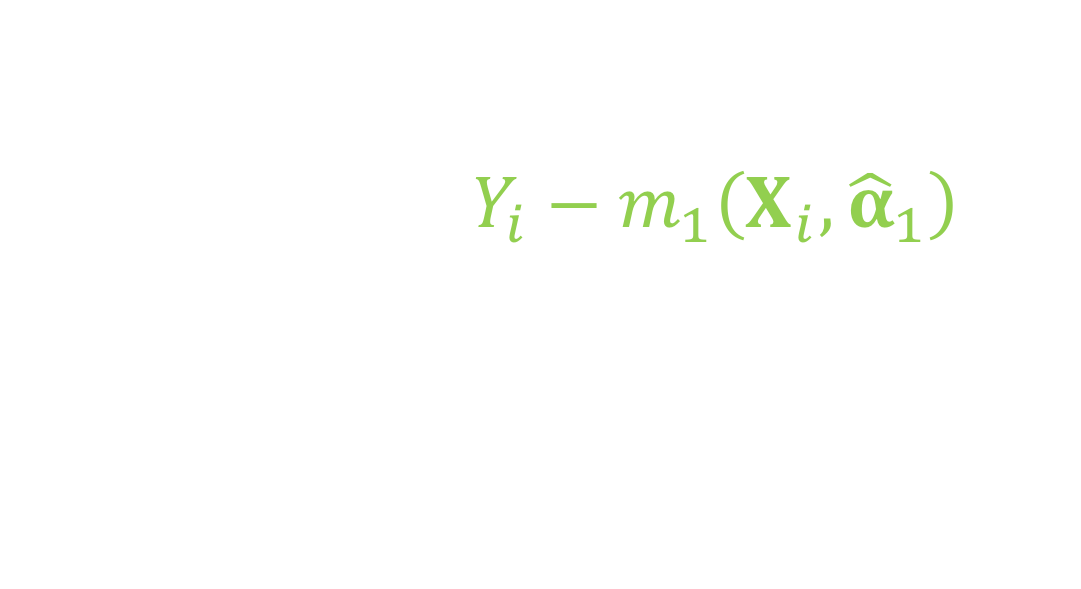 𝑌ᵢ − 𝑚₁(𝐗ᵢ, 𝛂̂₁)